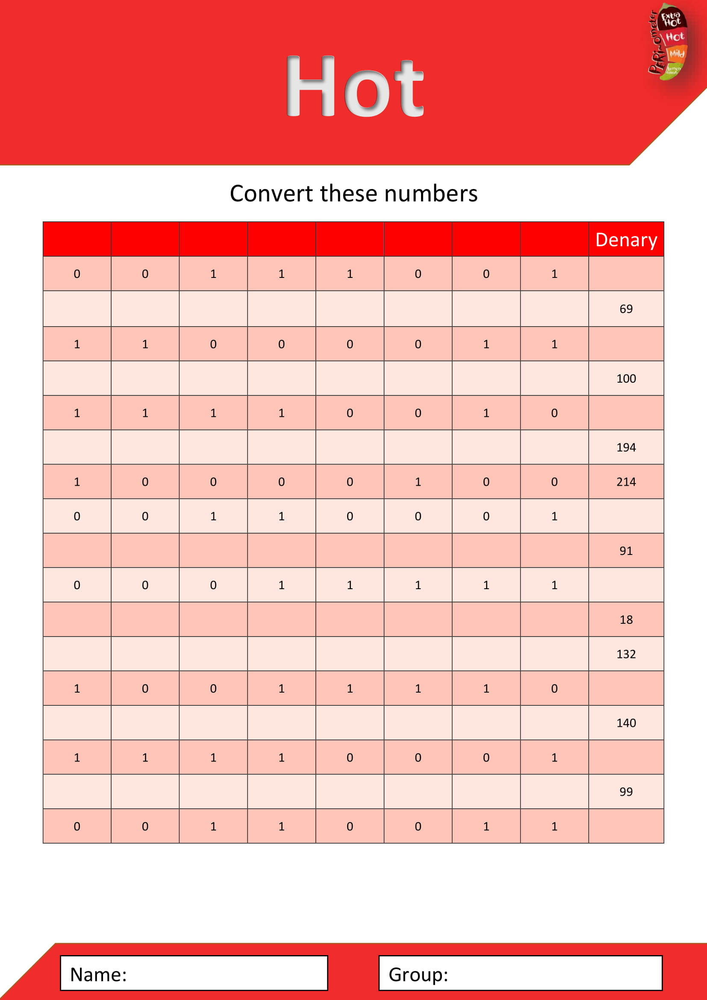 PERi-Ometer
Extra
Hot
Hot
Mild
Lemon
&Herb
Hot
Convert these numbers
Denary
0 0 1 1 1 0 0 1
69
1 1 0 0 0 0 1 1
100
1 1 1 1 0 0 1 0
194
1 0 0 0 0 1 0 0 214
0 0 1 1 0 0 0 1
91
0 0 0 1 1 1 1 1
18
132
1 0 0 1 1 1 1 0
140
1 1 1 1 0 0 0 1
99
0 0 1 1 0 0 1 1
Name:
Group: